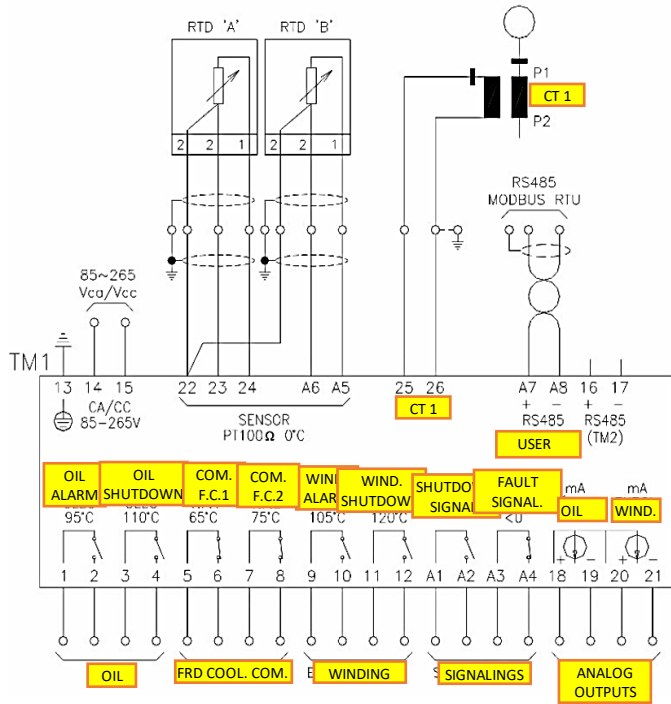 RTD 'A' RTD 'B'
P1
CT 1
P2
2 2 1 2 2 1
RS485
MODBUS RTU
85~265
Vca/Vcc
TM1
13 14 15 22 23 24 A6 A5 25 26 A7 A8 16 17
CA/CC
85-265V
SENSOR
PT100Ω 0°C
CT 1
+ − + −
RS485 RS485
(TM2)
USER
OIL ALARM
OIL SHUTDOWN
COM. F.C.1
COM. F.C.2
WIND ALAR
WIND. SHUTDOW
SHUTDO SIGNA
FAULT SIGNAL.
mA mA
OIL WIND.
95°C 110°C 65°C 75°C 105°C 120°C <0
+ − + −
1 2 3 4 5 6 7 8 9 10 11 12 A1 A2 A3 A4 18 19 20 21
OIL
FRD COOL. COM.
WINDING
SIGNALINGS
ANALOG OUTPUTS